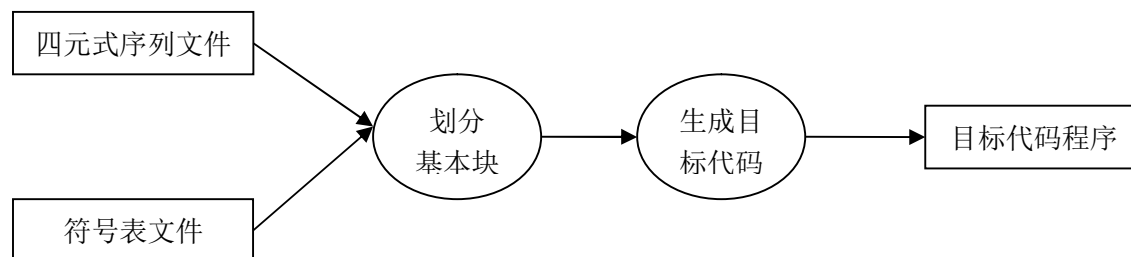 四元式序列文件
划分
基本块
生成目
标代码
目标代码程序
符号表文件